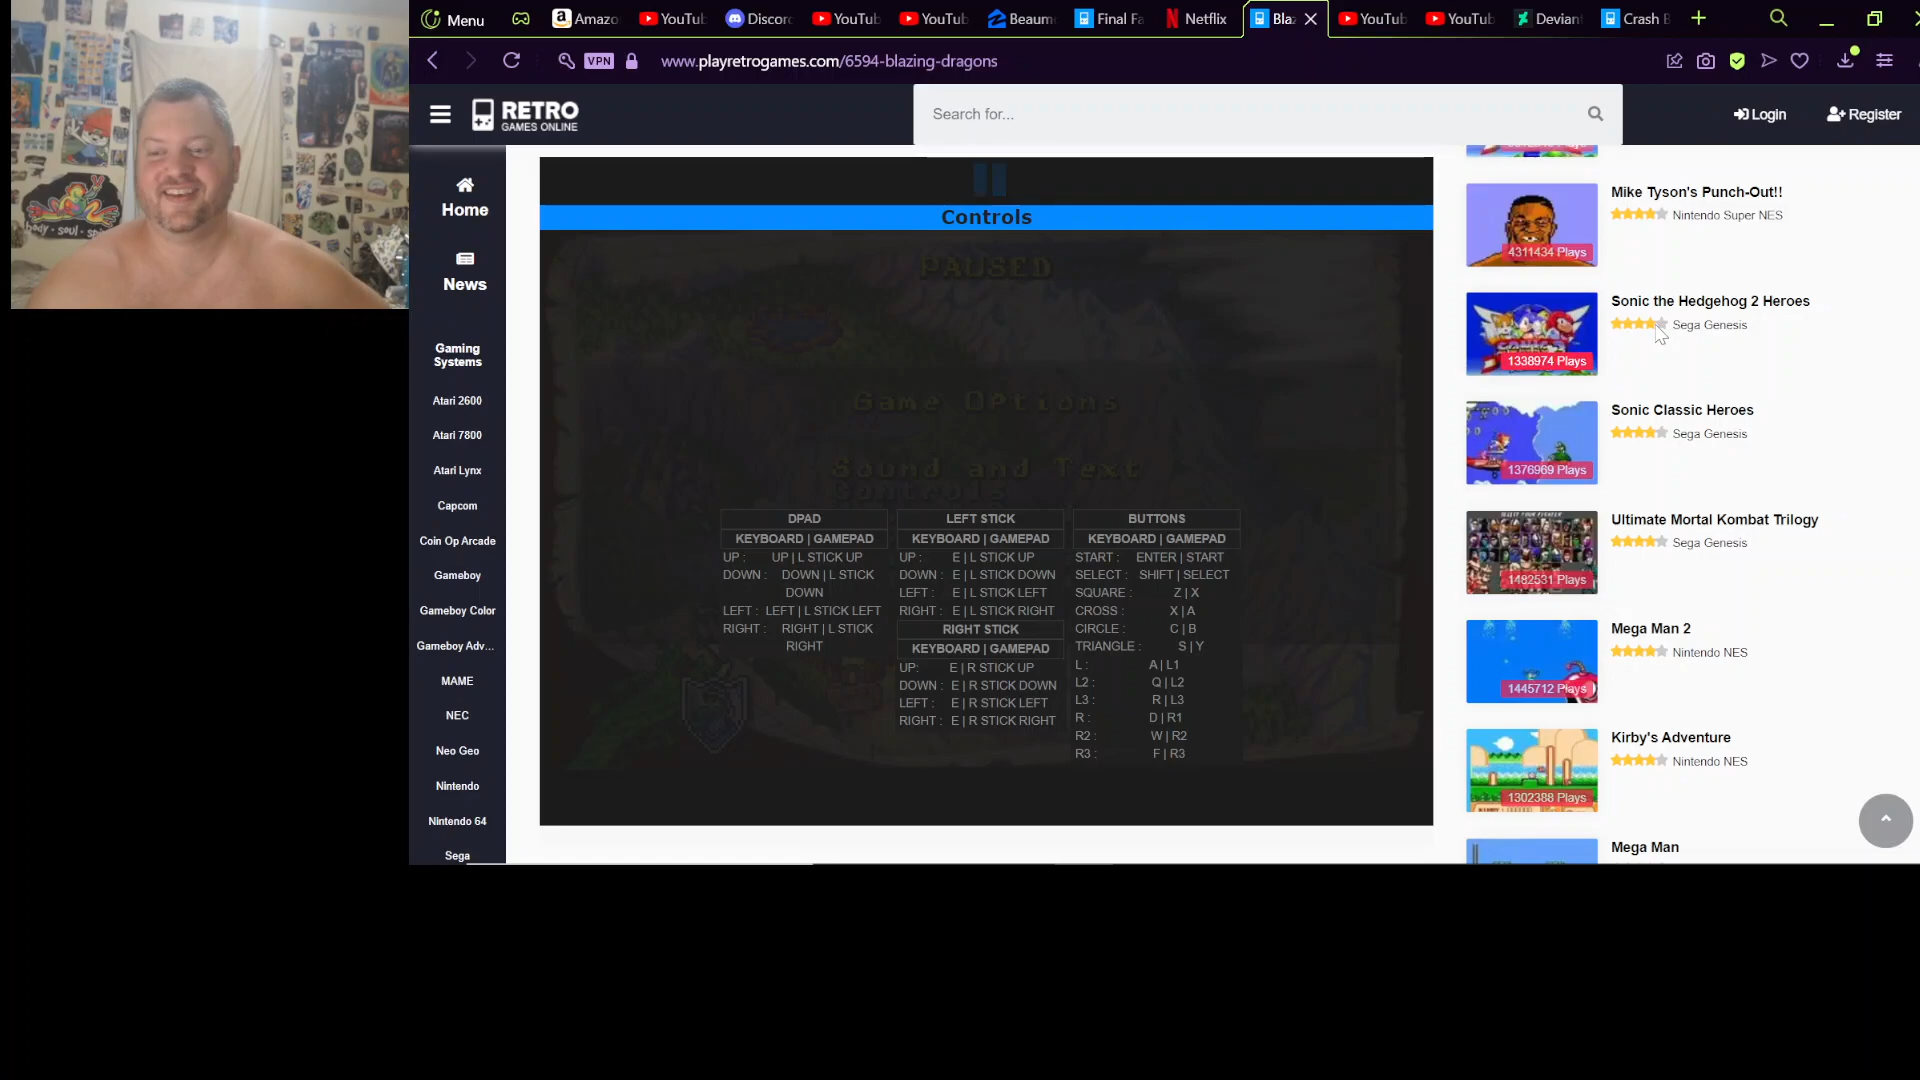 Menu
Amazo
YouTu
Discor
YouTub
YouTub
Beaum
Final Fa
Netflix
Bla
YouTu
YouTu
Deviant
Crash B
VPN
www.playretrogames.com/6594-blazing-dragons
RETRO
GAMES ONLINE
Search for...
Login
Register
Home
News
Gaming
Systems
Atari 2600
Atari 7800
Atari Lynx
Capcom
Coin Op Arcade
Gameboy
Gameboy Color
Gameboy Adv...
MAME
NEC
Neo Geo
Nintendo
Nintendo 64
Sega
body - soul - sp
Controls
PAUSED
Game Options
Sound and Text
Controls
DPAD
KEYBOARD | GAMEPAD
UP : UP | L STICK UP
DOWN : DOWN | L STICK
DOWN
LEFT : LEFT | L STICK LEFT
RIGHT : RIGHT | L STICK
RIGHT
LEFT STICK
KEYBOARD | GAMEPAD
UP : E | L STICK UP
DOWN : E | L STICK DOWN
LEFT : E | L STICK LEFT
RIGHT : E | L STICK RIGHT
RIGHT STICK
KEYBOARD | GAMEPAD
UP: E | R STICK UP
DOWN : E | R STICK DOWN
LEFT : E | R STICK LEFT
RIGHT : E | R STICK RIGHT
BUTTONS
KEYBOARD | GAMEPAD
START : ENTER | START
SELECT : SHIFT | SELECT
SQUARE : Z | X
CROSS : X | A
CIRCLE : C | B
TRIANGLE : S | Y
L : A | L1
L2 : Q | L2
L3 : R | L3
R : D | R1
R2 : W | R2
R3 : F | R3
Mike Tyson's Punch-Out!!
Nintendo Super NES
4311434 Plays
Sonic the Hedgehog 2 Heroes
Sega Genesis
1338974 Plays
Sonic Classic Heroes
Sega Genesis
1376969 Plays
Ultimate Mortal Kombat Trilogy
Sega Genesis
1482531 Plays
Mega Man 2
Nintendo NES
1445712 Plays
Kirby's Adventure
Nintendo NES
1302388 Plays
Mega Man